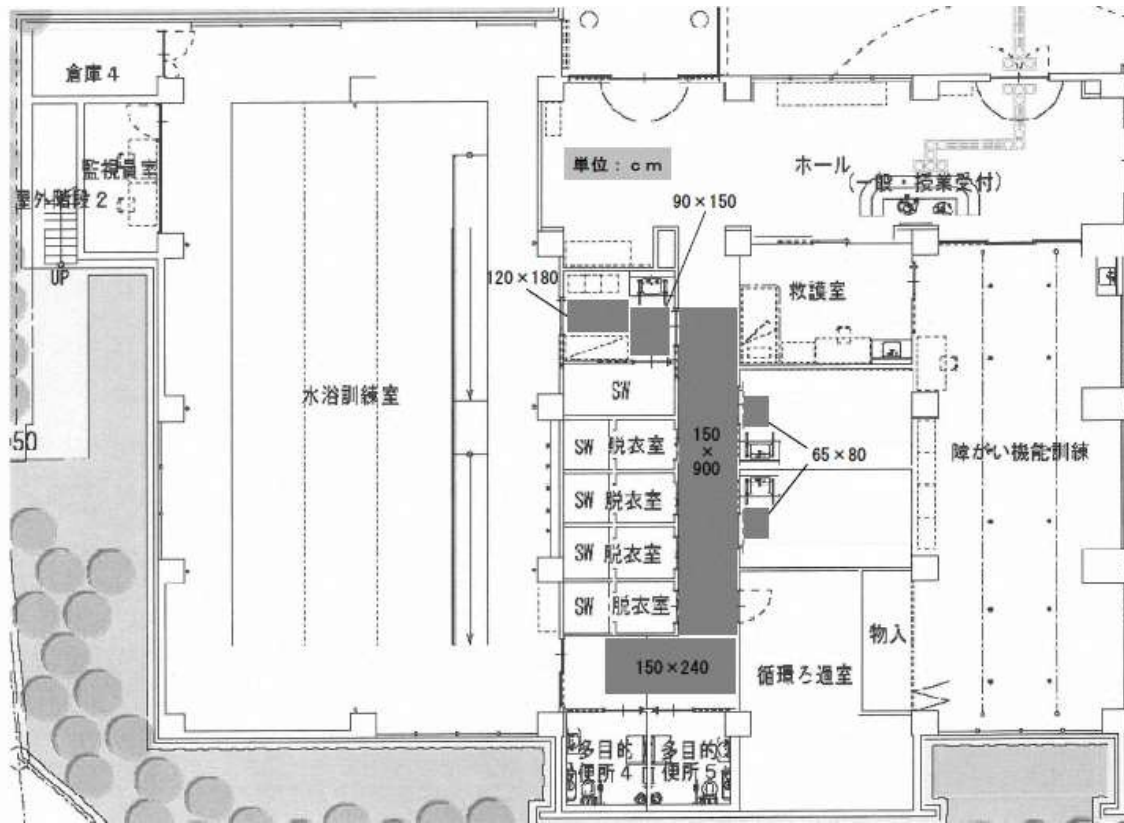 倉庫4
監視員室
屋外階段2
UP
50
水浴訓練室
単位：cm
ホール
(一般・授業受付)
90×150
120×180
救護室
SW
SW 脱衣室
SW 脱衣室
SW 脱衣室
SW 脱衣室
150
×
900
65×80
障がい機能訓練
物入
循環ろ過室
150×240
多目的
便所4
多目的
便所5